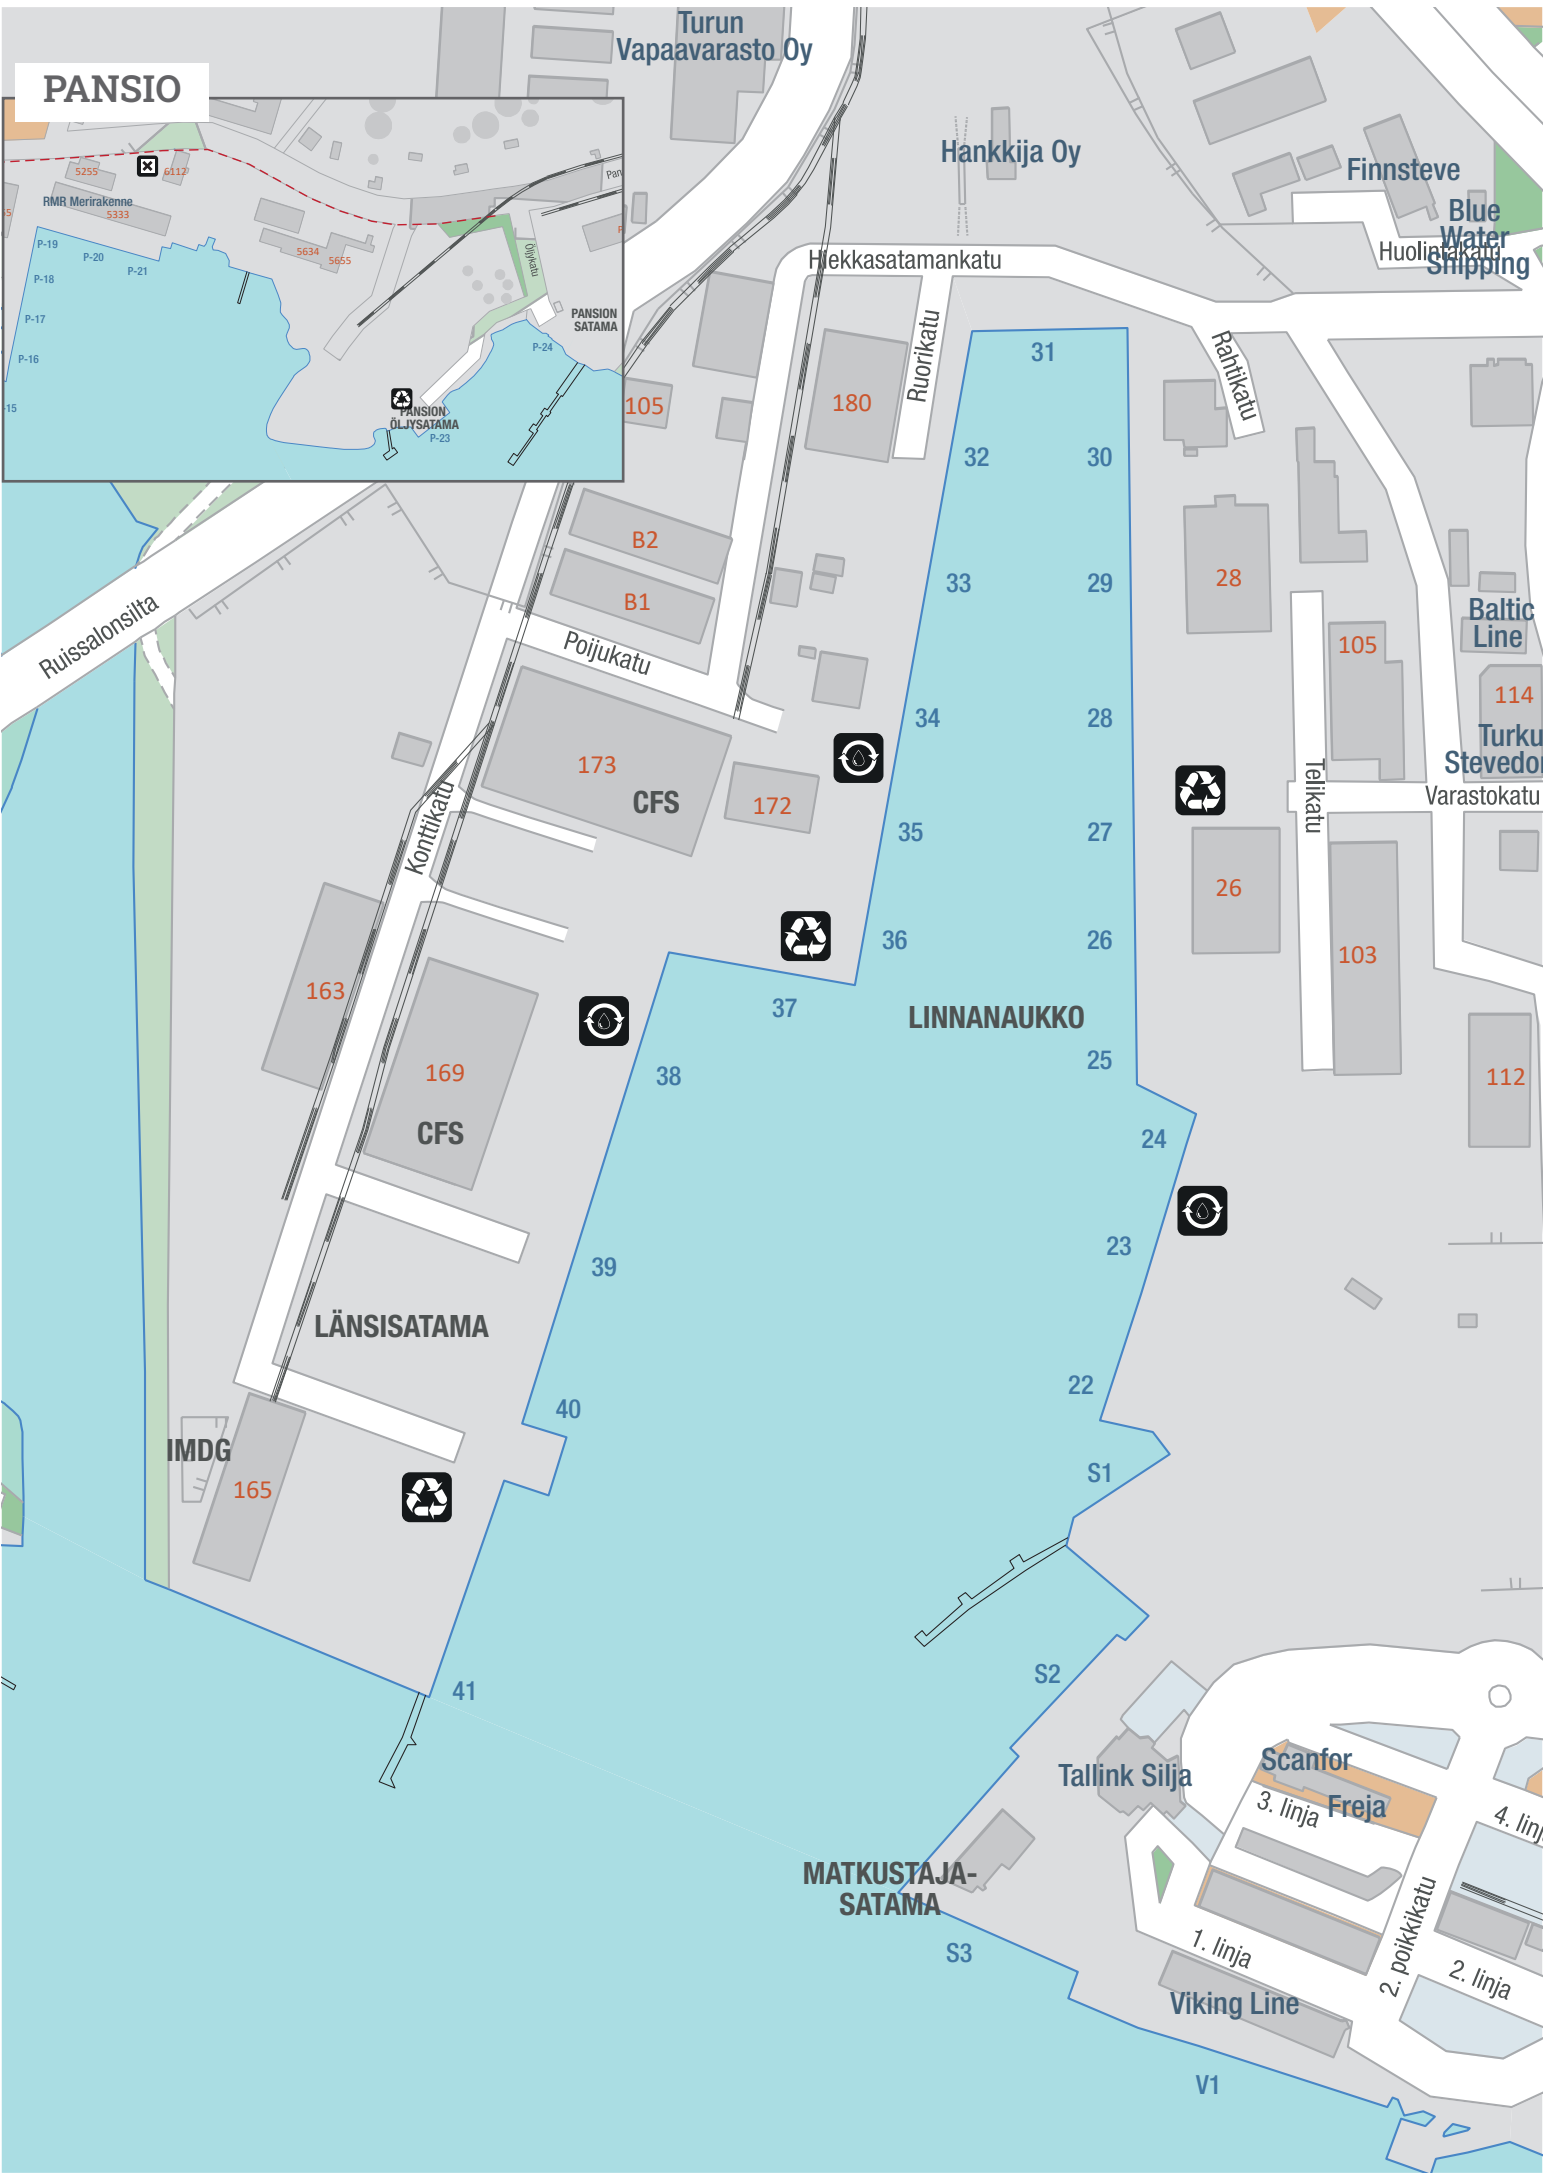 Turun
Vapaavarasto Oy
PANSIO
5255
6112
RMR Merirakenne
5333
P-19
P-20
P-21
P-18
P-17
P-16
5634
5655
Öljykatu
PANSION
SATAMA
P-24
PANSION
ÖLJYSATAMA
P-23
Hankkija Oy
Finnsteve
Blue
Water
Shipping
Huolintakatu
Hiekkasatamankatu
Ruorikatu
Rahtikatu
31
105
180
32
30
B2
B1
33
29
28
Ruissalonsilta
Poijukatu
105
Baltic
Line
114
34
28
Turku
173
CFS
172
Telikatu
Varastokatu
Konttikatu
35
27
26
163
36
26
103
37
LINNANAUKKO
25
169
CFS
38
112
24
23
39
LÄNSISATAMA
22
40
IMDG
165
S1
S2
41
Tallink Silja
Scanfor
Freja
3. linja
MATKUSTAJA-
SATAMA
S3
1. linja
2. poikkikatu
2. linja
Viking Line
V1